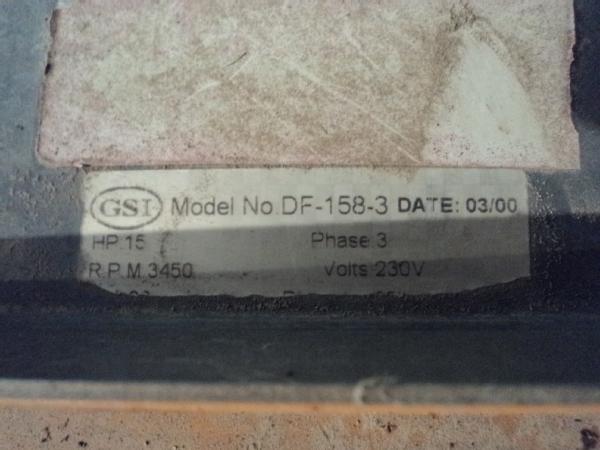 GSI Model No. DF-158-3 DATE: 03/00
HP.15 Phase.3
R.P.M.3450 Volts.230V